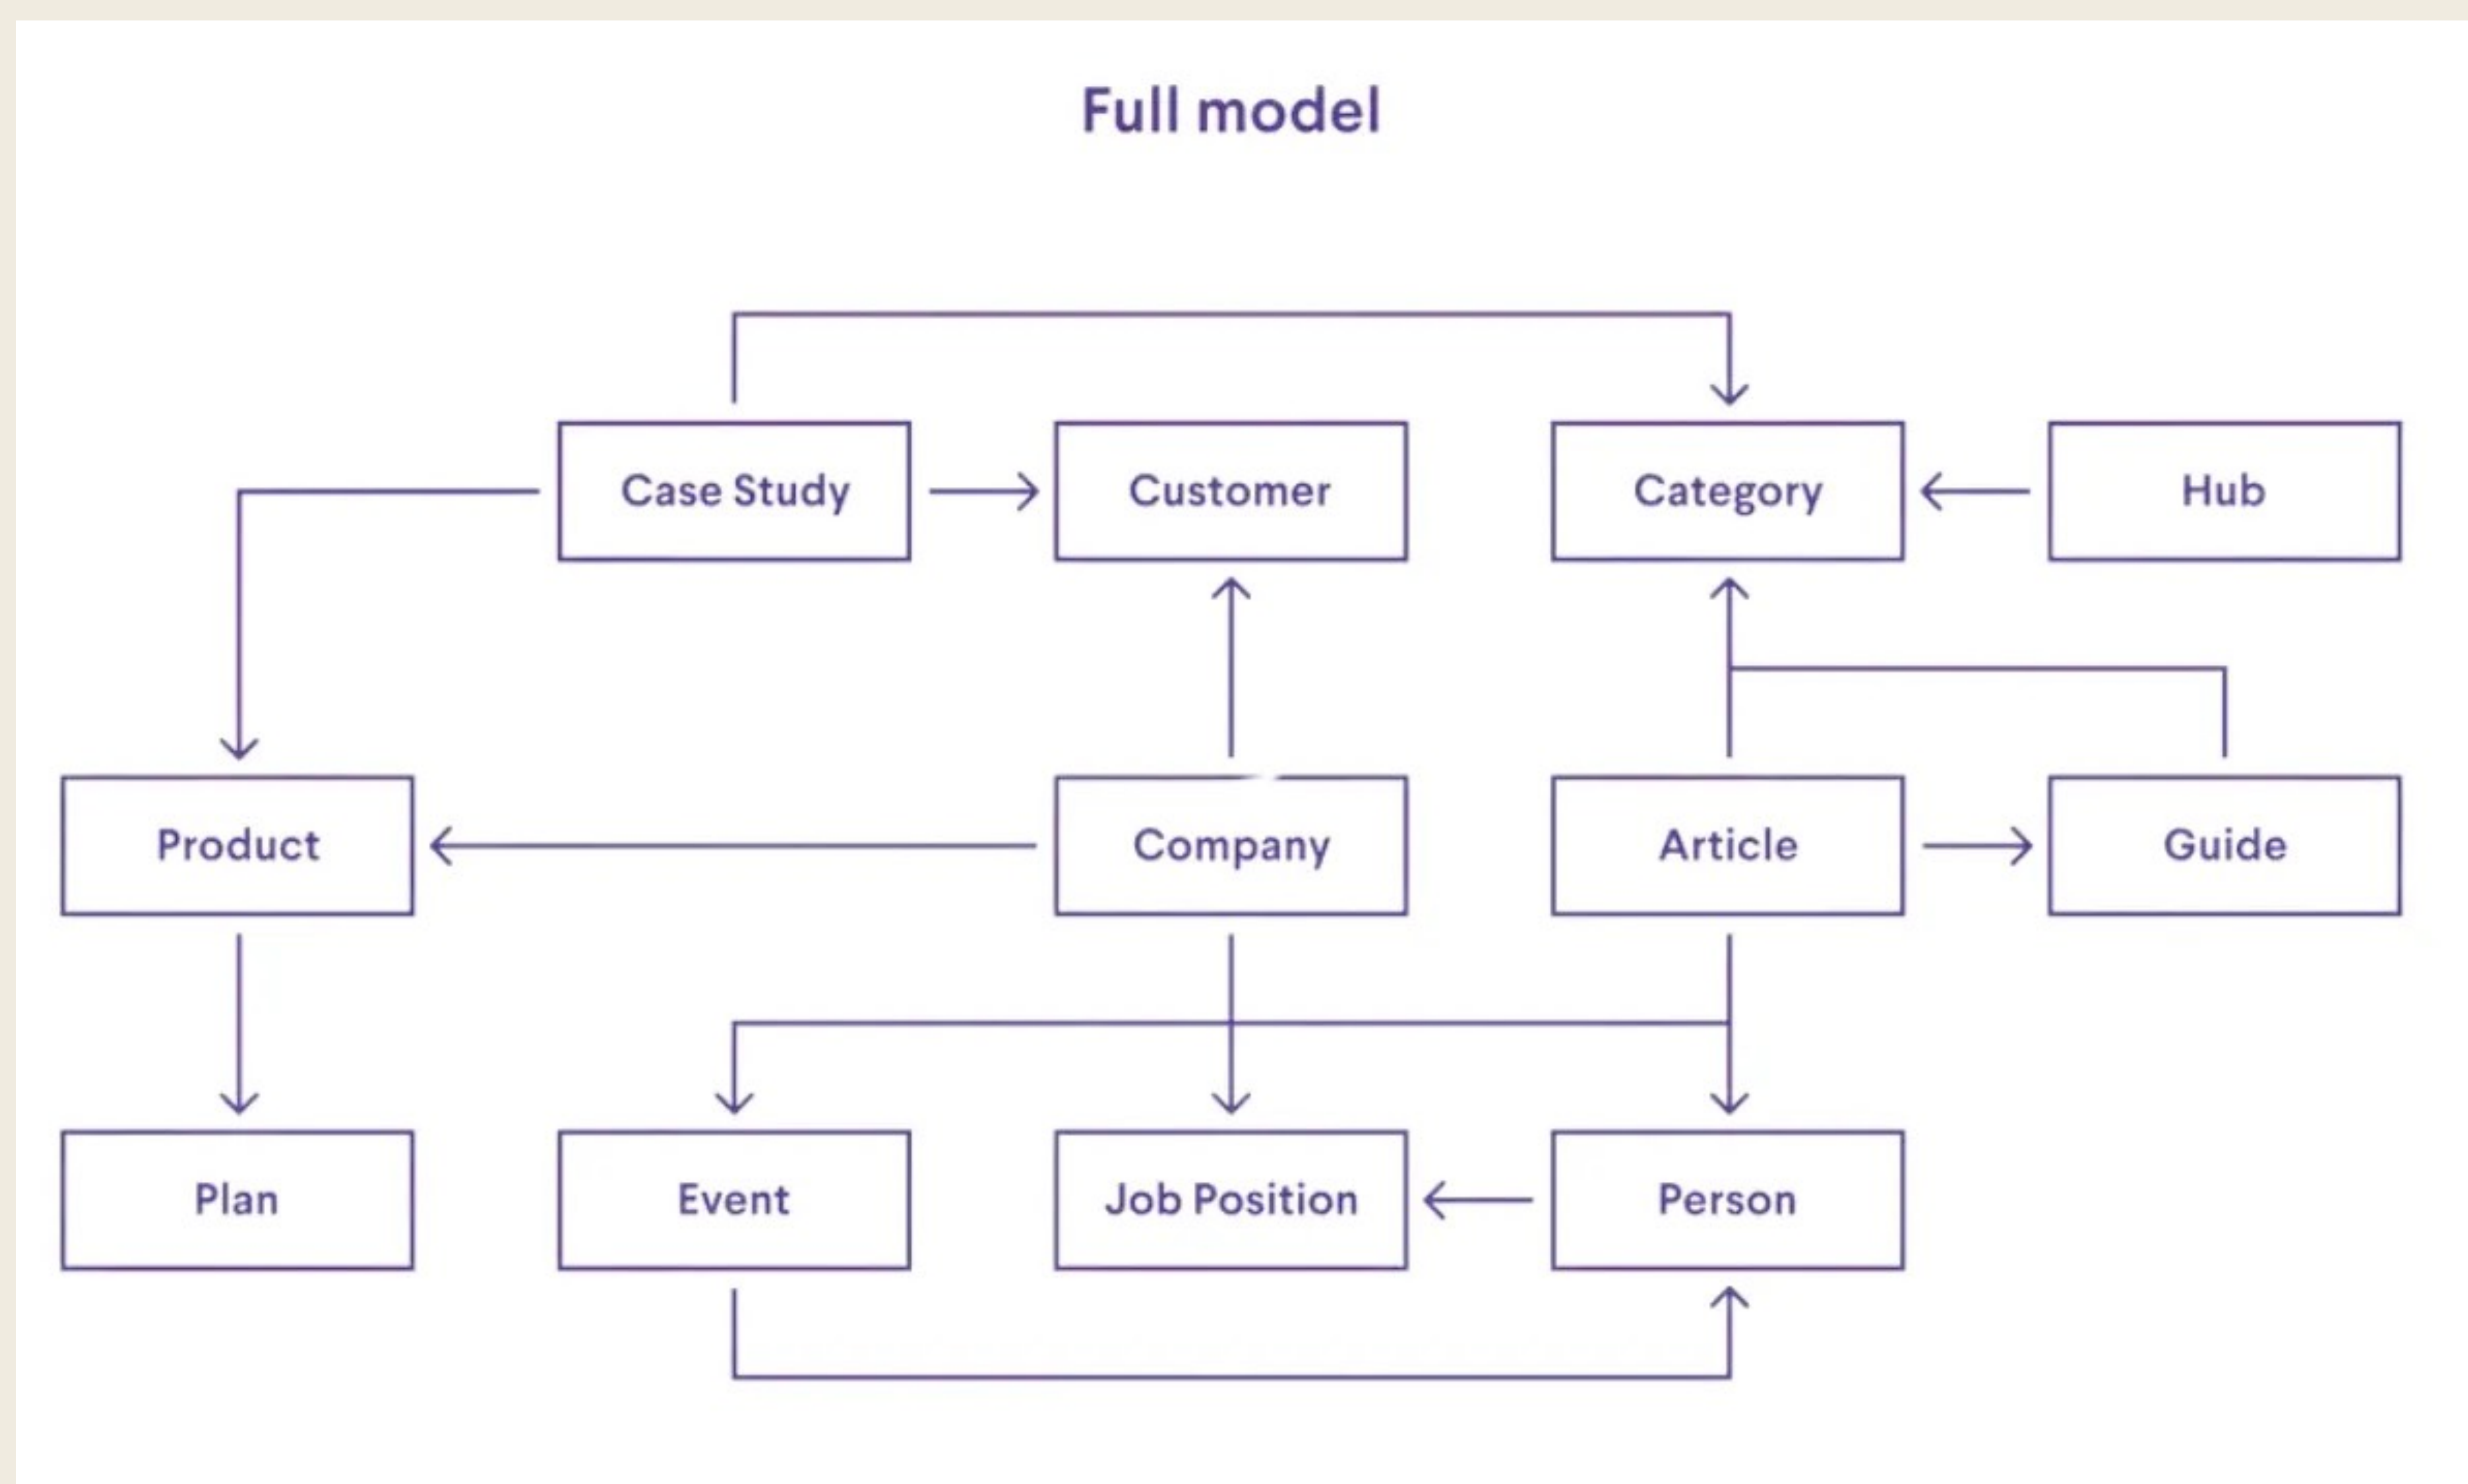 Full model
Case Study
Customer
Category
Hub
Product
Company
Article
Guide
Plan
Event
Job Position
Person